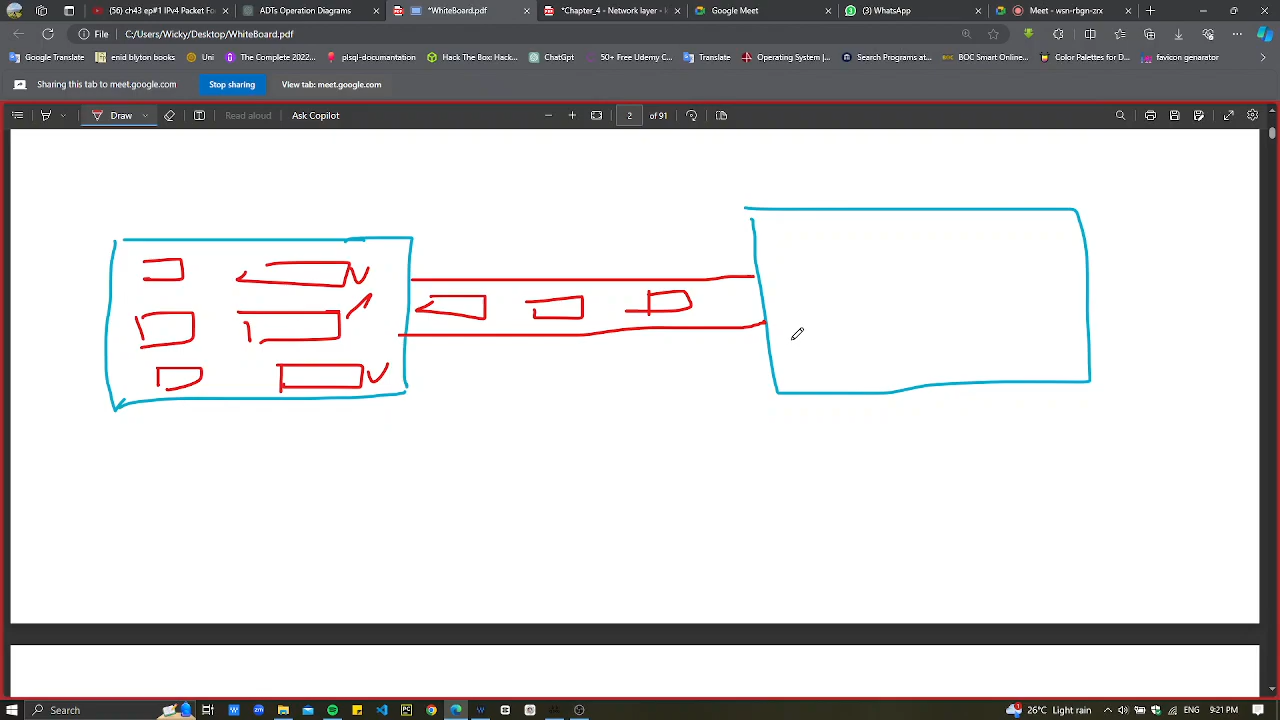 (56) ch43 ep#1 IPv4 Packet Fo
ADTs Operation Diagrams
*WhiteBoard.pdf
*Chapter_4 - Network layer - I
Google Meet
(3) WhatsApp
Meet - wsn-rbgn-zrx
File
C:/Users/Wicky/Desktop/WhiteBoard.pdf
Google Translate
enid blyton books
Uni
The Complete 2022...
plsql-documentation
Hack The Box: Hack...
ChatGpt
50+ Free Udemy C...
Translate
Operating System |...
Search Programs at...
BOC Smart Online...
Color Palettes for D...
favicon generator
Sharing this tab to meet.google.com
Stop sharing
View tab: meet.google.com
Draw
Read aloud
Ask Copilot
2
of 91
Search
26°C Light rain
9:21 PM